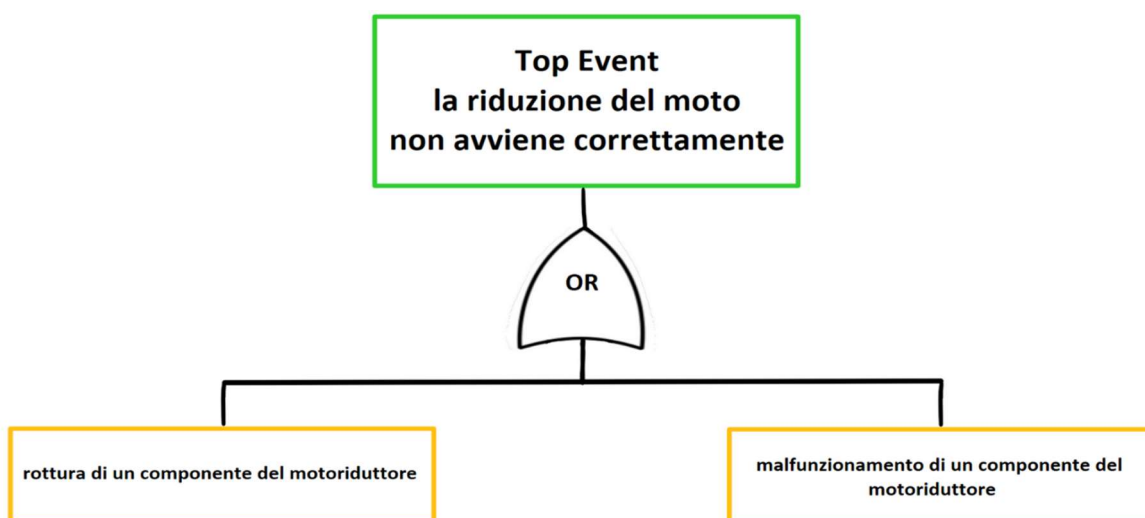 Top Event
la riduzione del moto
non avviene correttamente
OR
rottura di un componente del motoriduttore
malfunzionamento di un componente del
motoriduttore